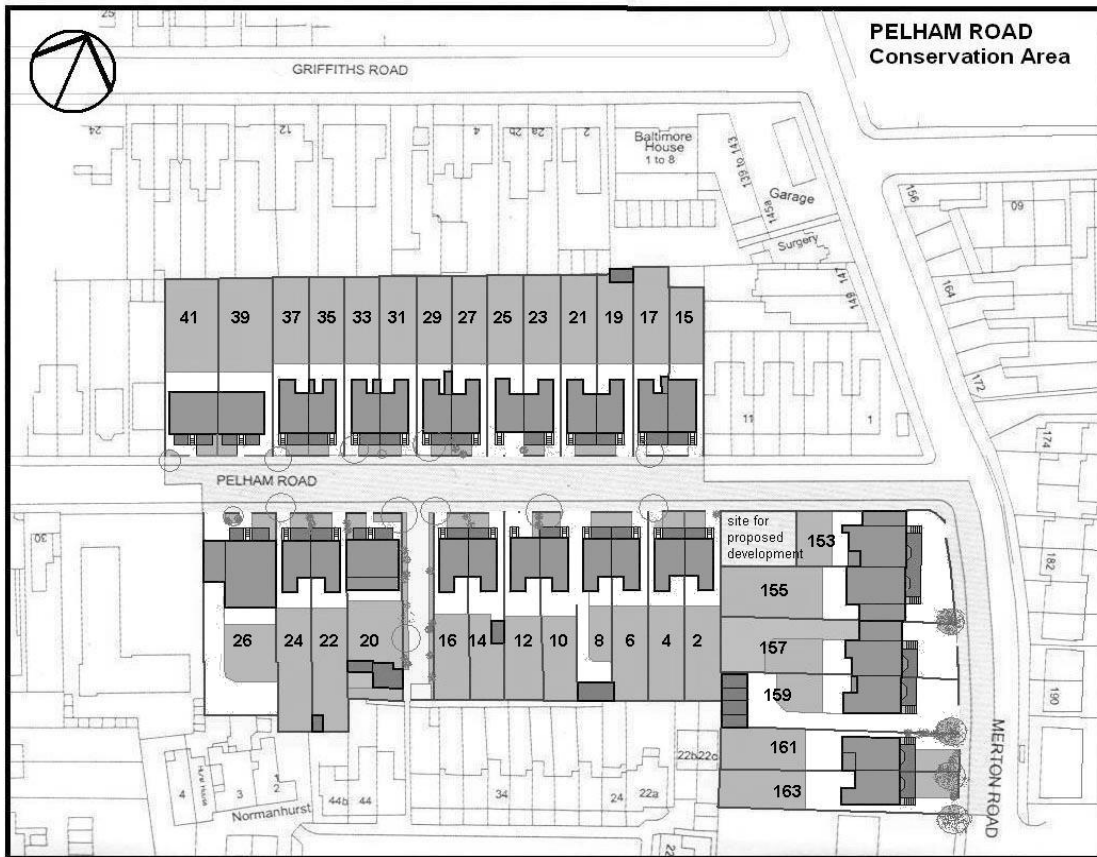 PELHAM ROAD
Conservation Area
25
GRIFFITHS ROAD
24
12
4
2b
2a
2
Baltimore
House
1 to 8
139 to 143
Garage
145a
Surgery
147
149
156
60
164
172
174
182
190
41 39 37 35 33 31 29 27 25 23 21 19 17 15
11
1
PELHAM ROAD
30
site for
proposed
development
153
155
157
159
161
163
26 24 22 20 16 14 12 10 8 6 4 2
MERTON ROAD
4
3
2
Normanhurst
44b
44
34
24
22a
22b
22c